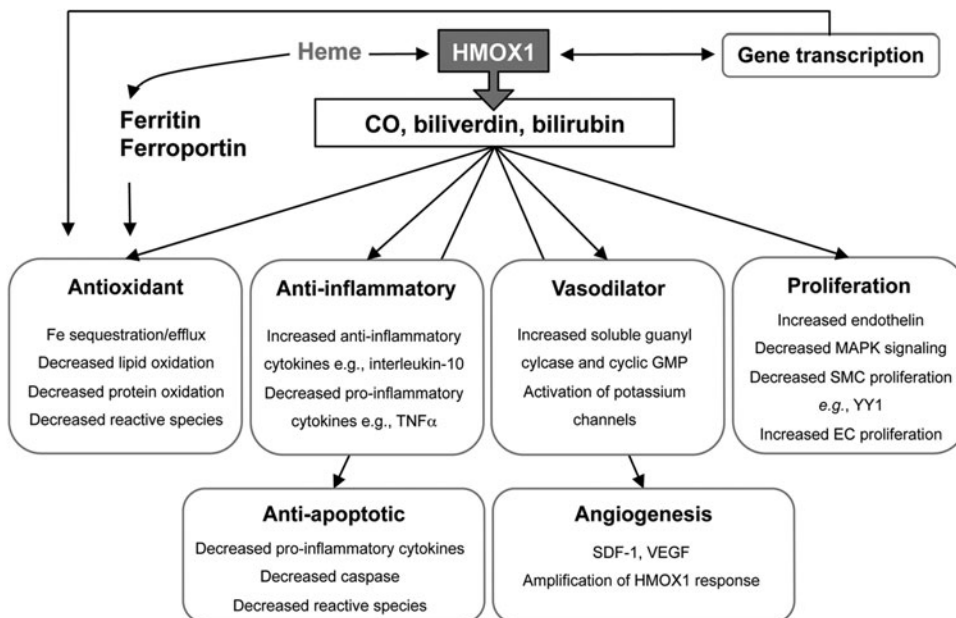 Heme
HMOX1
Gene transcription
Ferritin
Ferroportin
CO, biliverdin, bilirubin
Antioxidant
Fe sequestration/efflux
Decreased lipid oxidation
Decreased protein oxidation
Decreased reactive species
Anti-inflammatory
Increased anti-inflammatory
cytokines e.g., interleukin-10
Decreased pro-inflammatory
cytokines e.g., TNFα
Vasodilator
Increased soluble guanyl
cylcase and cyclic GMP
Activation of potassium
channels
Proliferation
Increased endothelin
Decreased MAPK signaling
Decreased SMC proliferation
e.g., YY1
Increased EC proliferation
Anti-apoptotic
Decreased pro-inflammatory cytokines
Decreased caspase
Decreased reactive species
Angiogenesis
SDF-1, VEGF
Amplification of HMOX1 response